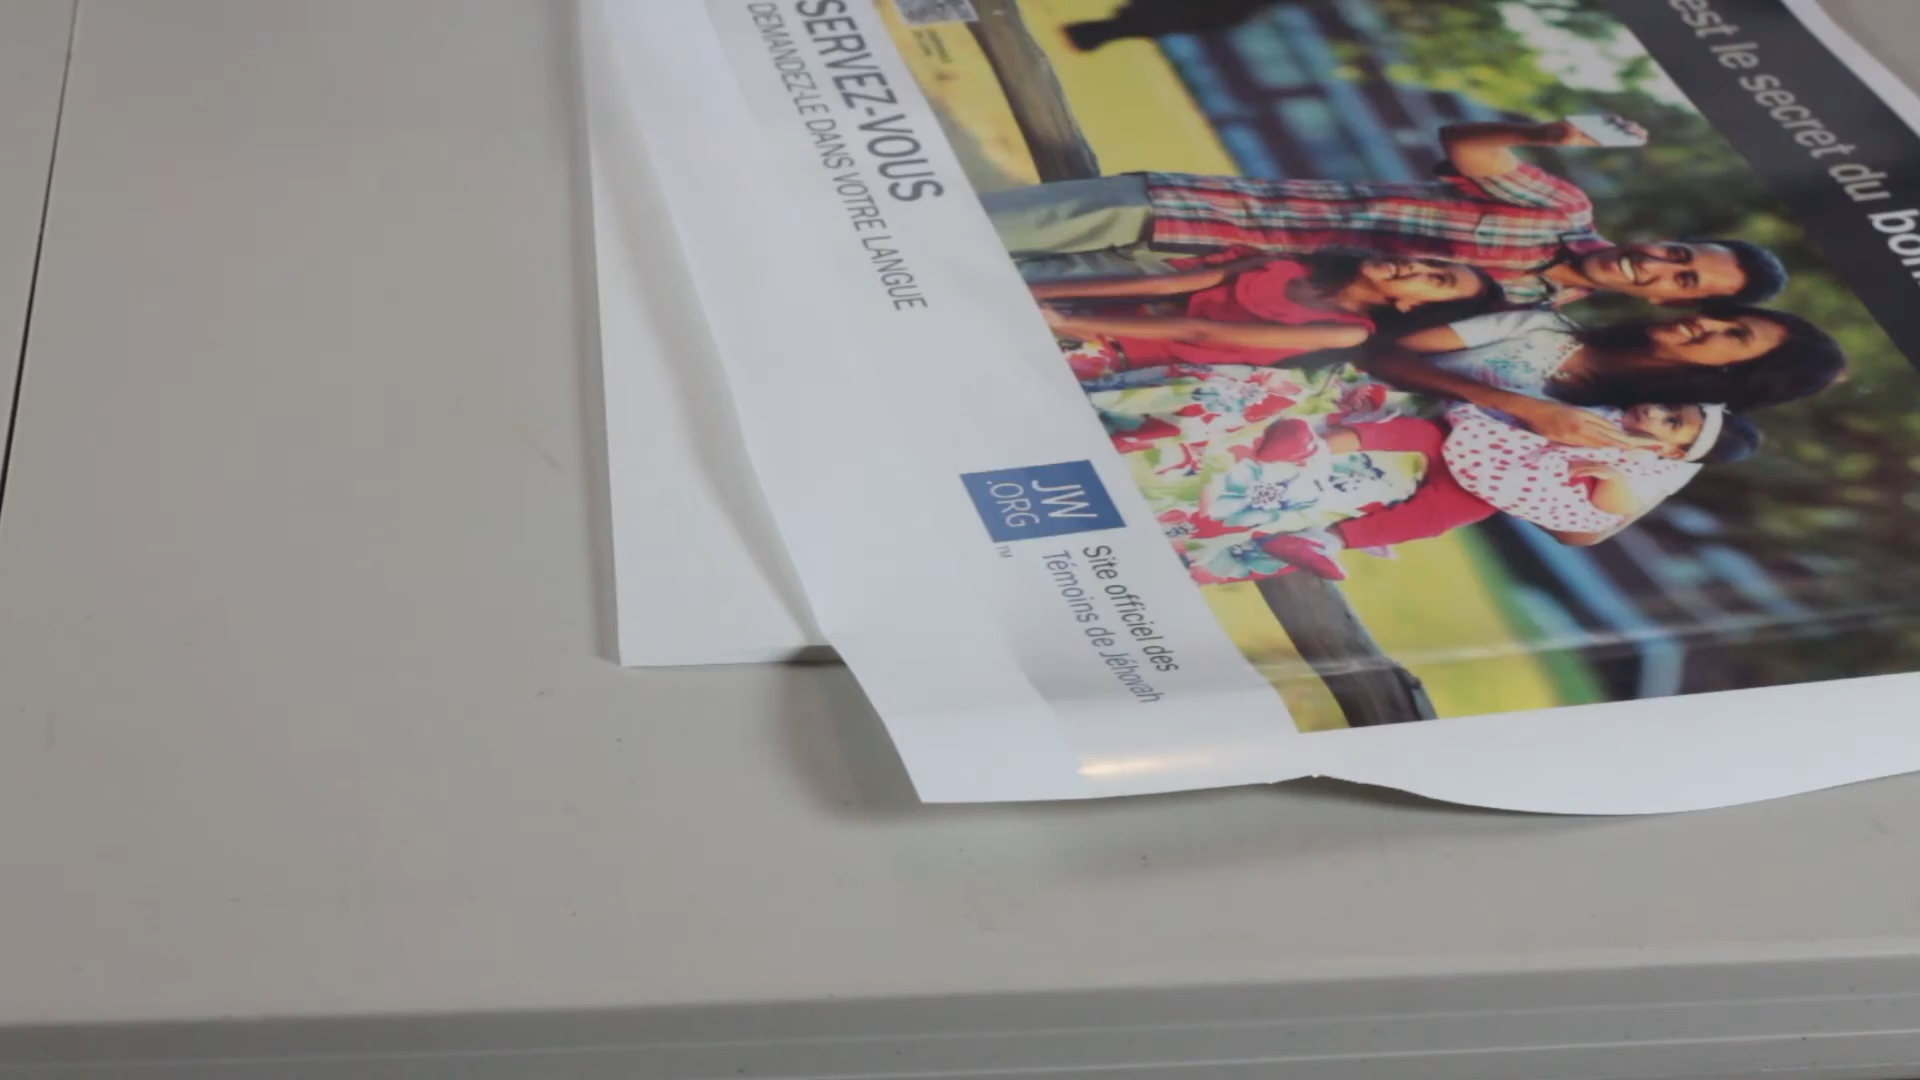 est le secret du
SERVEZ-VOUS
DEMANDEZ-LE DANS VOTRE LANGUE
JW
.ORG
TM
Site officiel des
Témoins de Jéhovah